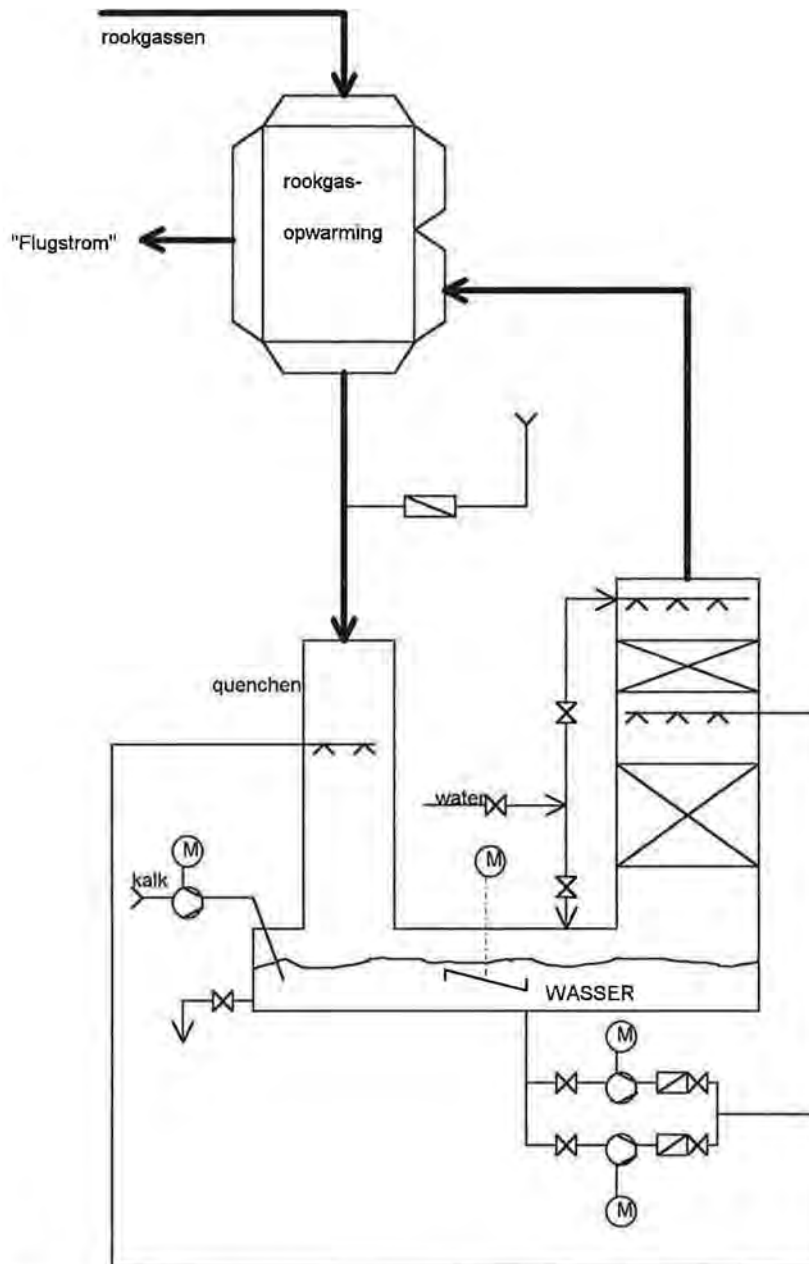 rookgassen
rookgas-
opwarming
"Flugstrom"
quenchen
water
M
M
kalk
WASSER
M
M